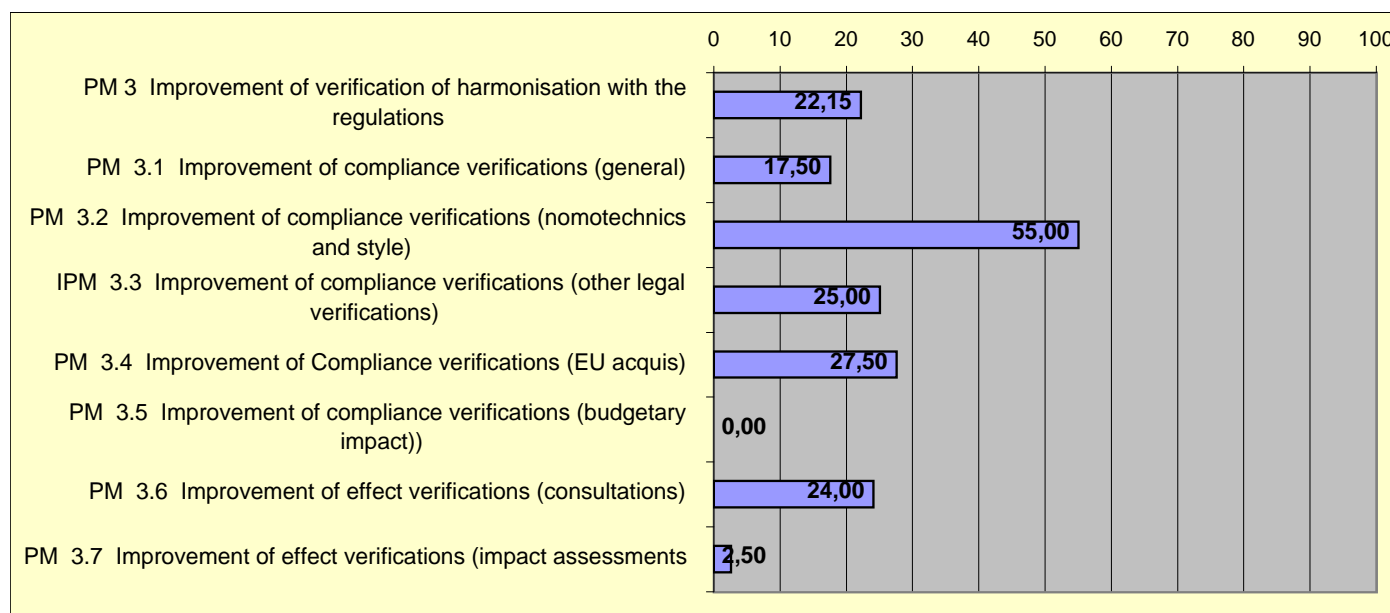 0 10 20 30 40 50 60 70 80 90 100
PM 3 Improvement of verification of harmonisation with the
regulations
22,15
PM 3.1 Improvement of compliance verifications (general)
17,50
PM 3.2 Improvement of compliance verifications (nomotechnics
and style)
55,00
IPM 3.3 Improvement of compliance verifications (other legal
verifications)
25,00
PM 3.4 Improvement of Compliance verifications (EU acquis)
27,50
PM 3.5 Improvement of compliance verifications (budgetary
impact))
0,00
PM 3.6 Improvement of effect verifications (consultations)
24,00
PM 3.7 Improvement of effect verifications (impact assessments
2,50